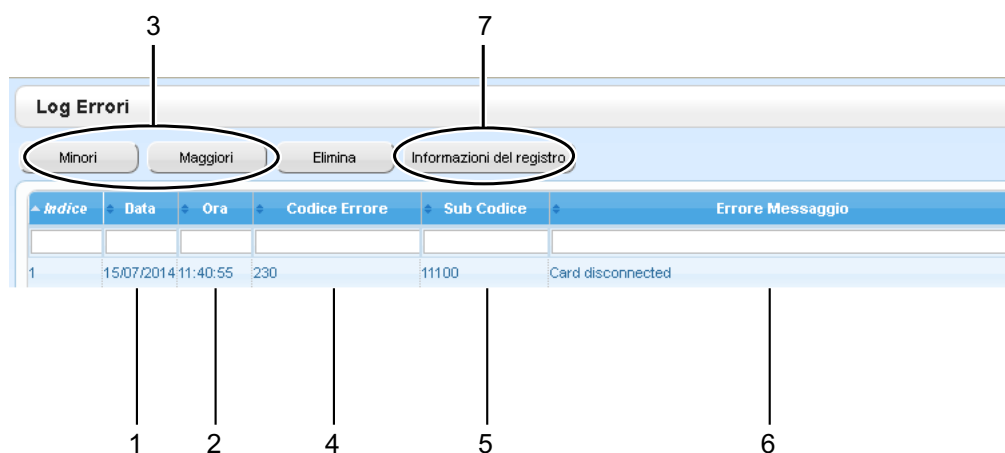 3 7
Log Errori
Minori Maggiori Elimina Informazioni del registro
Indice Data Ora Codice Errore Sub Codice Errore Messaggio
1 15/07/2014 11:40:55 230 11100 Card disconnected
1 2 4 5 6